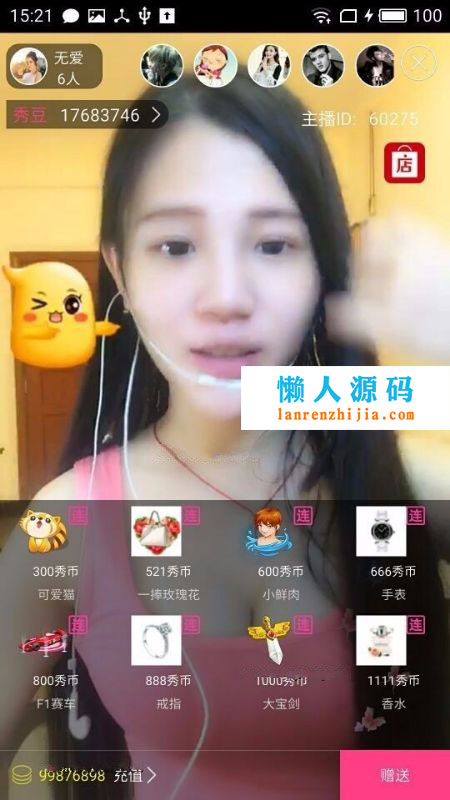 15:21
100
无爱
6人
秀豆 17683746
主播ID: 60275
店
懒人源码
lanrenzhijia.com
连 连 连 连
300秀币 521秀币 600秀币 666秀币
可爱猫 一捧玫瑰花 小鲜肉 手表
连 连 连 连
800秀币 888秀币 1000秀币 1111秀币
F1赛车 戒指 大宝剑 香水
99876898 充值
赠送